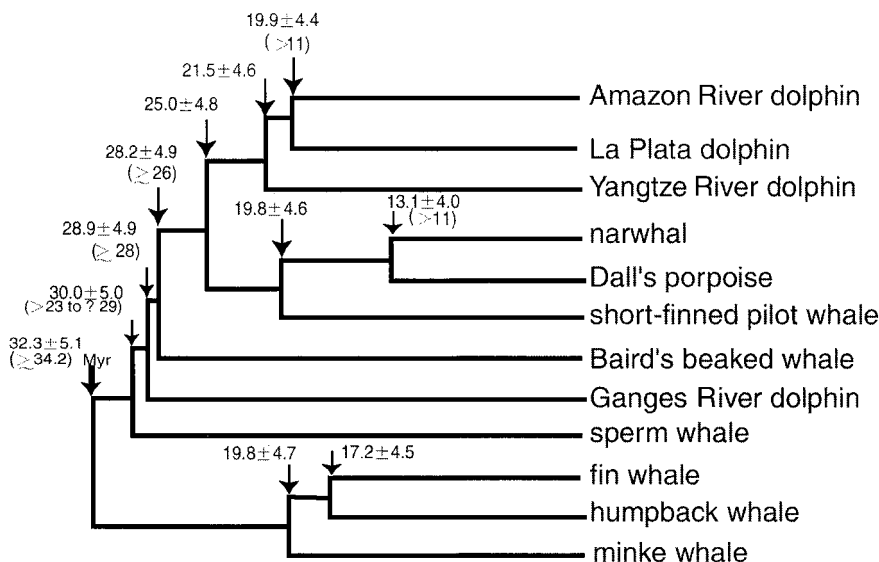 19.9±4.4
(>11)
21.5±4.6
25.0±4.8
Amazon River dolphin
La Plata dolphin
28.2±4.9
(≳26)
Yangtze River dolphin
19.8±4.6
13.1±4.0
(>11)
28.9±4.9
(≳ 28)
narwhal
Dall's porpoise
30.0±5.0
(>23 to ? 29)
short-finned pilot whale
32.3±5.1
(≳34.2) Myr
Baird's beaked whale
Ganges River dolphin
sperm whale
19.8±4.7
17.2±4.5
fin whale
humpback whale
minke whale